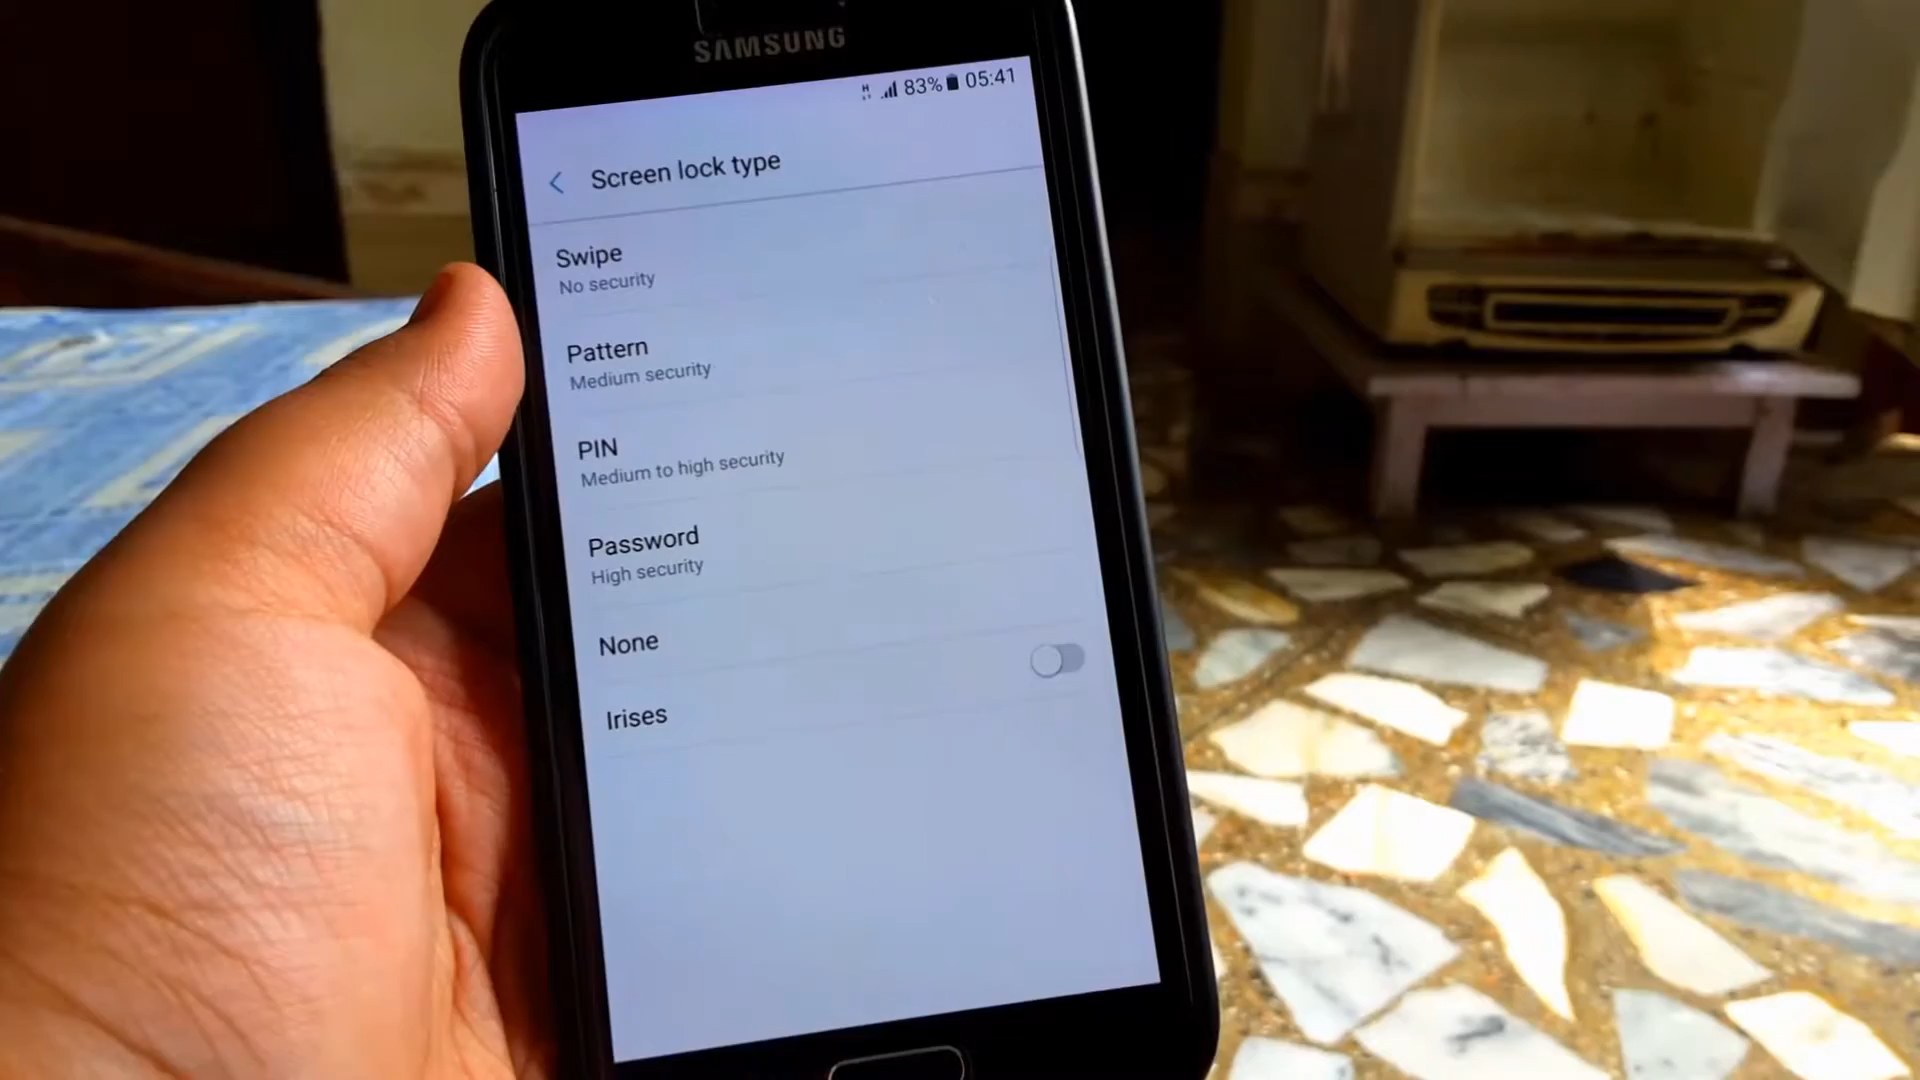 SAMSUNG
H 83% 05:41
Screen lock type
Swipe
No security
Pattern
Medium security
PIN
Medium to high security
Password
High security
None
Irises